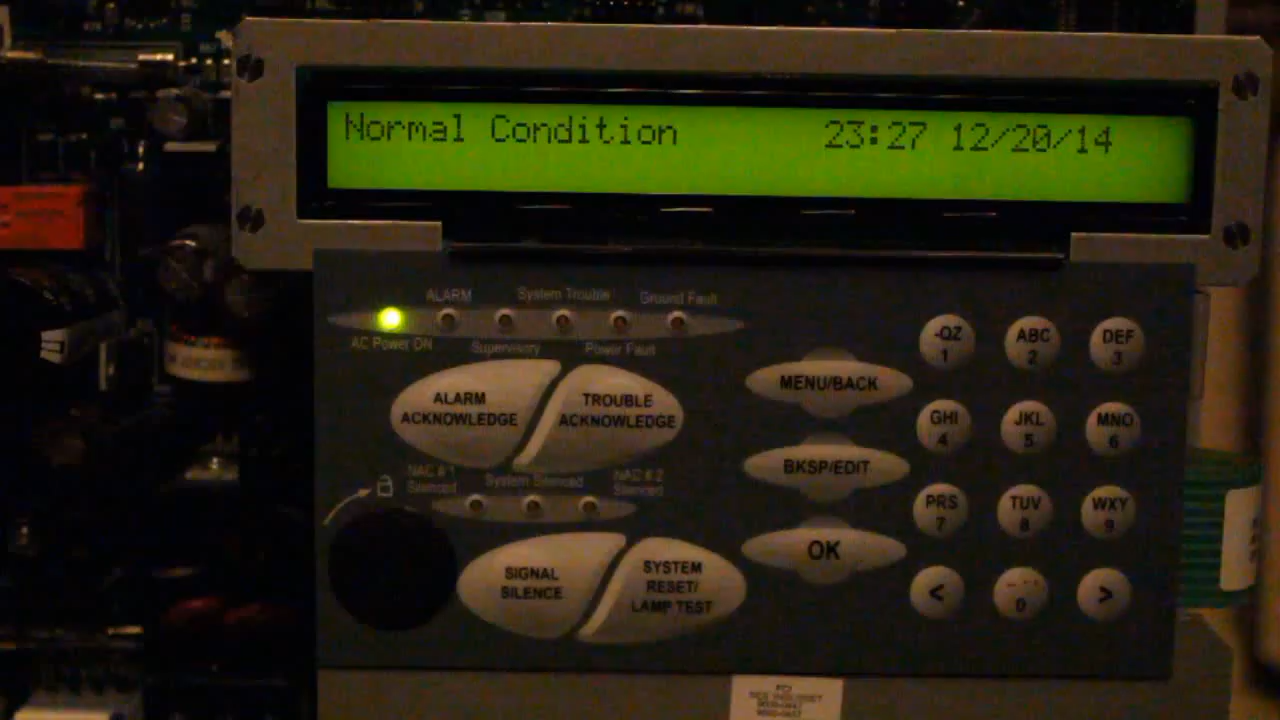 Normal Condition 23:27 12/20/14
ALARM System Trouble Ground Fault
AC Power ON Supervisory Power Fault
ALARM
ACKNOWLEDGE
TROUBLE
ACKNOWLEDGE
NAC # 1
Silenced
System Silenced
NAC # 2
Silenced
SIGNAL
SILENCE
SYSTEM
RESET/
LAMP TEST
MENU/BACK
BKSP/EDIT
OK
-QZ
1
ABC
2
DEF
3
GHI
4
JKL
5
MNO
6
PRS
7
TUV
8
WXY
9
<
0
>